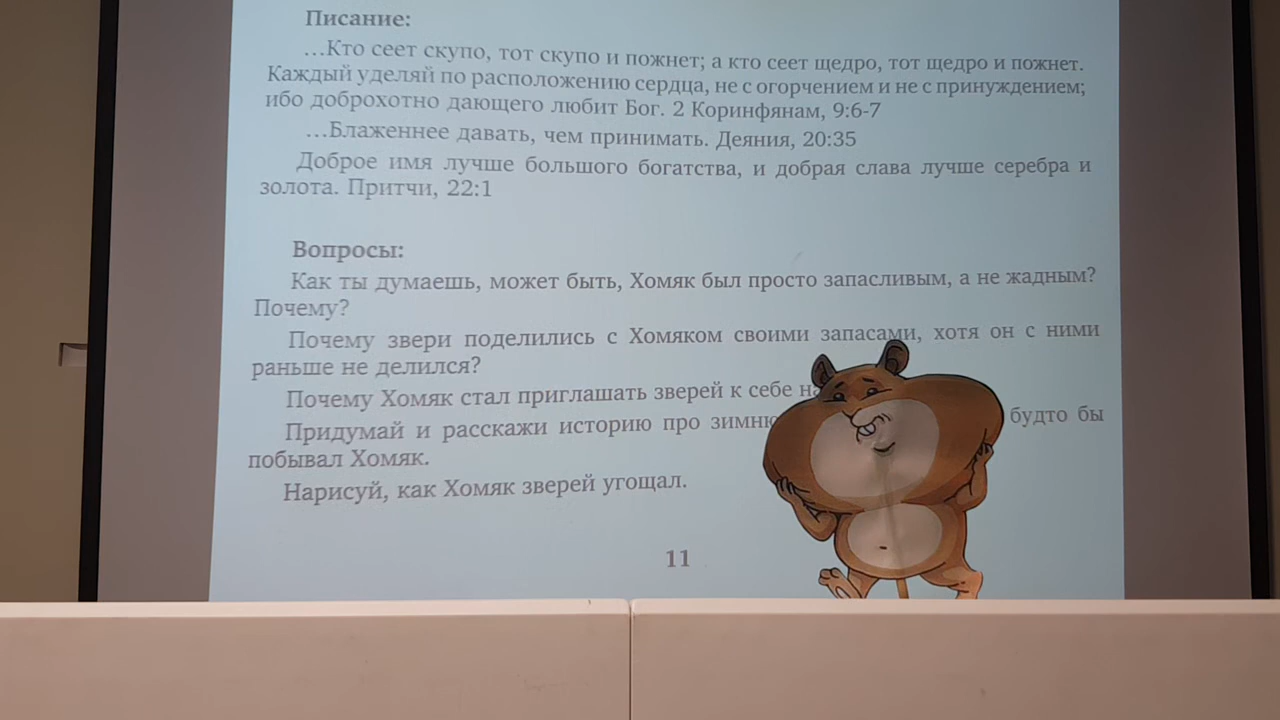 Писание:
…Кто сеет скупо, тот скупо и пожнет; а кто сеет щедро, тот щедро и пожнет.
Каждый уделяй по расположению сердца, не с огорчением и не с принуждением;
ибо доброхотно дающего любит Бог. 2 Коринфянам, 9:6-7
…Блаженнее давать, чем принимать. Деяния, 20:35
Доброе имя лучше большого богатства, и добрая слава лучше серебра и
золота. Притчи, 22:1
Вопросы:
Как ты думаешь, может быть, Хомяк был просто запасливым, а не жадным?
Почему?
Почему звери поделились с Хомяком своими запасами, хотя он с ними
раньше не делился?
Почему Хомяк стал приглашать зверей к себе
Придумай и расскажи историю про будто бы
побывал Хомяк.
Нарисуй, как Хомяк зверей угощал.
11